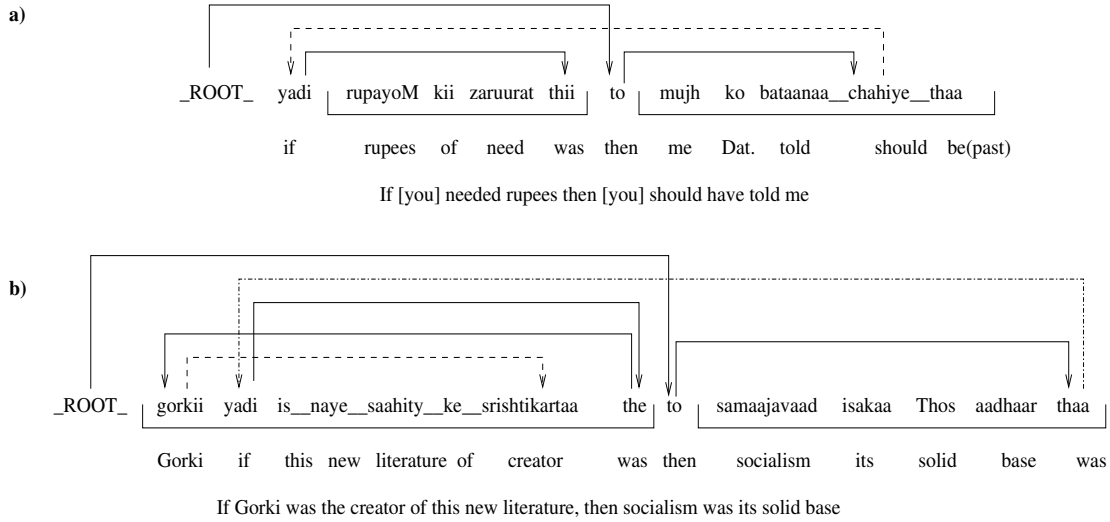 a)
_ROOT_ yadi rupayoM kii zaruurat thii to mujh ko bataanaa__chahiye__thaa
if rupees of need was then me Dat. told should be(past)
If [you] needed rupees then [you] should have told me
b)
_ROOT_ gorkii yadi is__naye__saahity__ke__srishtikartaa the to samaajavaad isakaa Thos aadhaar thaa
Gorki if this new literature of creator was then socialism its solid base was
If Gorki was the creator of this new literature, then socialism was its solid base